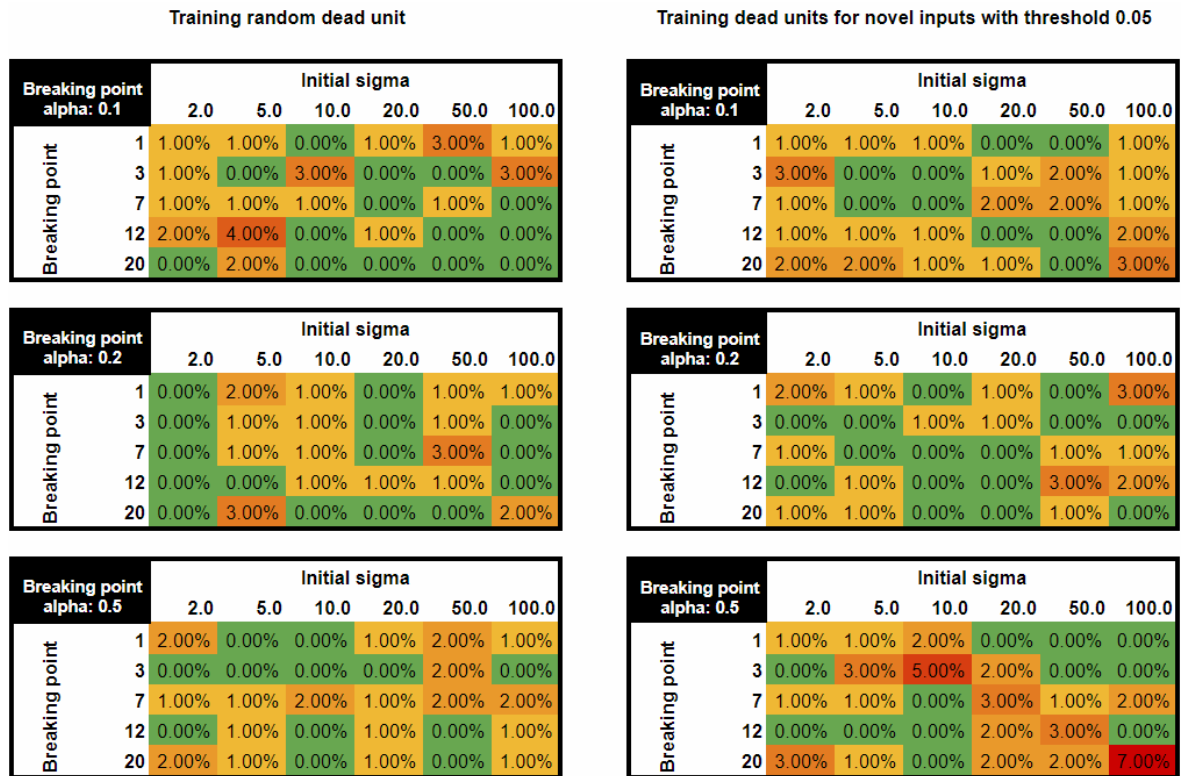 Training random dead unit
Training dead units for novel inputs with threshold 0.05
Breaking point alpha: 0.1
Initial sigma
2.0 5.0 10.0 20.0 50.0 100.0
Breaking point
1 1.00% 1.00% 0.00% 1.00% 3.00% 1.00%
3 1.00% 0.00% 3.00% 0.00% 0.00% 3.00%
7 1.00% 1.00% 1.00% 0.00% 1.00% 0.00%
12 2.00% 4.00% 0.00% 1.00% 0.00% 0.00%
20 0.00% 2.00% 0.00% 0.00% 0.00% 0.00%
Breaking point alpha: 0.1
Initial sigma
2.0 5.0 10.0 20.0 50.0 100.0
Breaking point
1 1.00% 1.00% 1.00% 0.00% 0.00% 1.00%
3 3.00% 0.00% 0.00% 1.00% 2.00% 1.00%
7 1.00% 0.00% 0.00% 2.00% 2.00% 1.00%
12 1.00% 1.00% 1.00% 0.00% 0.00% 2.00%
20 2.00% 2.00% 1.00% 1.00% 0.00% 3.00%
Breaking point alpha: 0.2
Initial sigma
2.0 5.0 10.0 20.0 50.0 100.0
Breaking point
1 0.00% 2.00% 1.00% 0.00% 1.00% 1.00%
3 0.00% 1.00% 1.00% 0.00% 1.00% 0.00%
7 0.00% 1.00% 1.00% 0.00% 3.00% 0.00%
12 0.00% 0.00% 1.00% 1.00% 1.00% 0.00%
20 0.00% 3.00% 0.00% 0.00% 0.00% 2.00%
Breaking point alpha: 0.2
Initial sigma
2.0 5.0 10.0 20.0 50.0 100.0
Breaking point
1 2.00% 1.00% 0.00% 1.00% 0.00% 3.00%
3 0.00% 0.00% 1.00% 1.00% 0.00% 0.00%
7 1.00% 0.00% 0.00% 0.00% 1.00% 1.00%
12 0.00% 1.00% 0.00% 0.00% 3.00% 2.00%
20 1.00% 1.00% 0.00% 0.00% 1.00% 0.00%
Breaking point alpha: 0.5
Initial sigma
2.0 5.0 10.0 20.0 50.0 100.0
Breaking point
1 2.00% 0.00% 0.00% 1.00% 2.00% 1.00%
3 0.00% 0.00% 0.00% 0.00% 2.00% 0.00%
7 1.00% 1.00% 2.00% 1.00% 2.00% 2.00%
12 0.00% 1.00% 0.00% 1.00% 0.00% 1.00%
20 2.00% 1.00% 0.00% 1.00% 0.00% 1.00%
Breaking point alpha: 0.5
Initial sigma
2.0 5.0 10.0 20.0 50.0 100.0
Breaking point
1 1.00% 1.00% 2.00% 0.00% 0.00% 0.00%
3 0.00% 3.00% 5.00% 2.00% 0.00% 0.00%
7 1.00% 1.00% 0.00% 3.00% 1.00% 2.00%
12 0.00% 0.00% 0.00% 2.00% 3.00% 0.00%
20 3.00% 1.00% 0.00% 2.00% 2.00% 7.00%